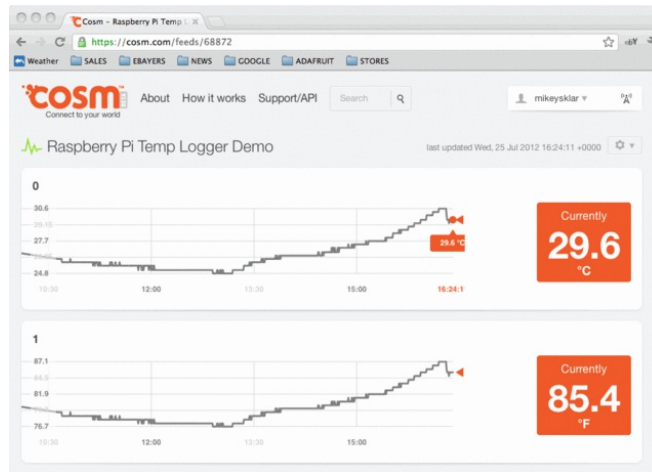 Cosm - Raspberry Pi Temp L
https://cosm.com/feeds/68872
Weather SALES EBAYERS NEWS GOOGLE ADAFRUIT STORES
COSM About How it works Support/API Search mikeysklar
Connect to your world
Raspberry Pi Temp Logger Demo last updated Wed, 25 Jul 2012 16:24:11 +0000
0
30.6
29.15
27.7
24.8
10:30 12:00 13:30 15:00 16:24:1
29.6 °C
Currently
29.6
°C
1
87.1
84.5
81.9
76.7
10:30 12:00 13:30 15:00
Currently
85.4
°F